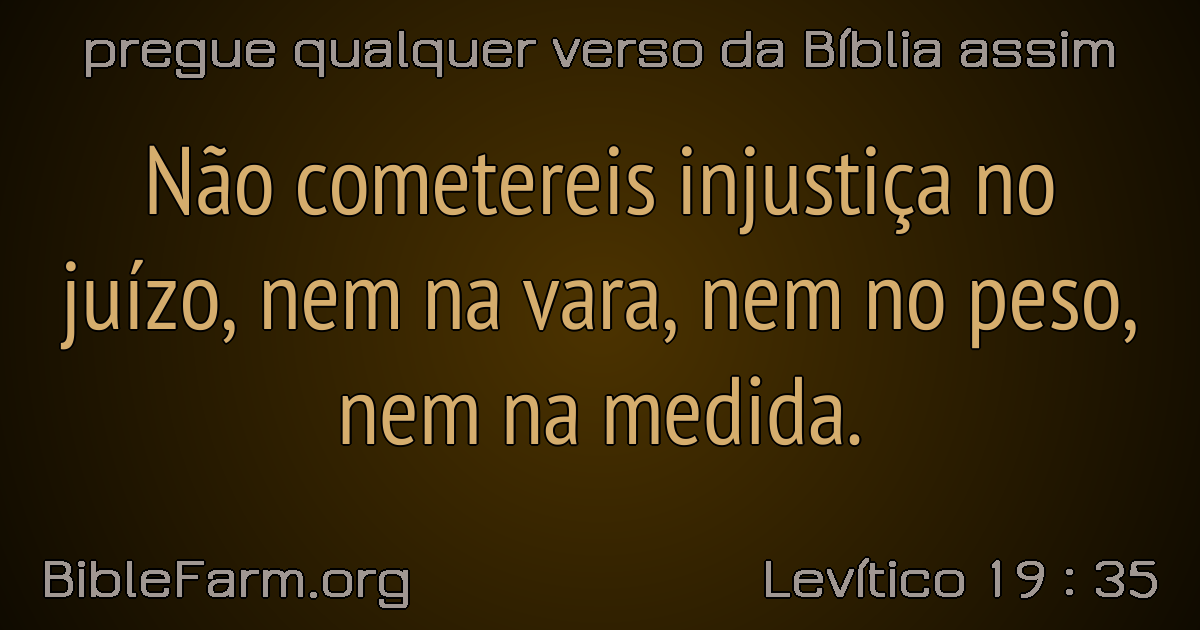 pregue qualquer verso da Bíblia assim
Não cometereis injustiça no
juízo, nem na vara, nem no peso,
nem na medida.
BibleFarm.org
Levítico 19 : 35